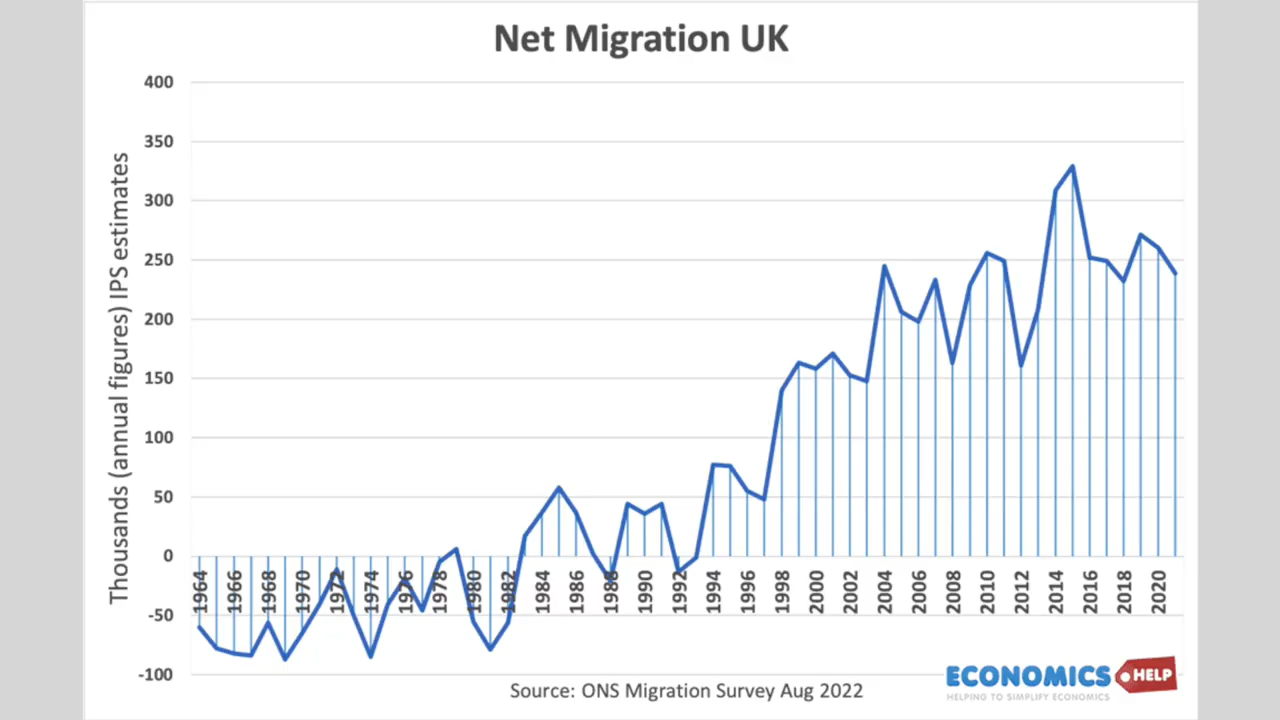 Net Migration UK
Thousands (annual figures) IPS estimates
400
350
300
250
200
150
100
50
0
-50
-100
1964 1966 1968 1970 1972 1974 1976 1978 1980 1982 1984 1986 1988 1990 1992 1994 1996 1998 2000 2002 2004 2006 2008 2010 2012 2014 2016 2018 2020
Source: ONS Migration Survey Aug 2022
ECONOMICS HELP
HELPING TO SIMPLIFY ECONOMICS